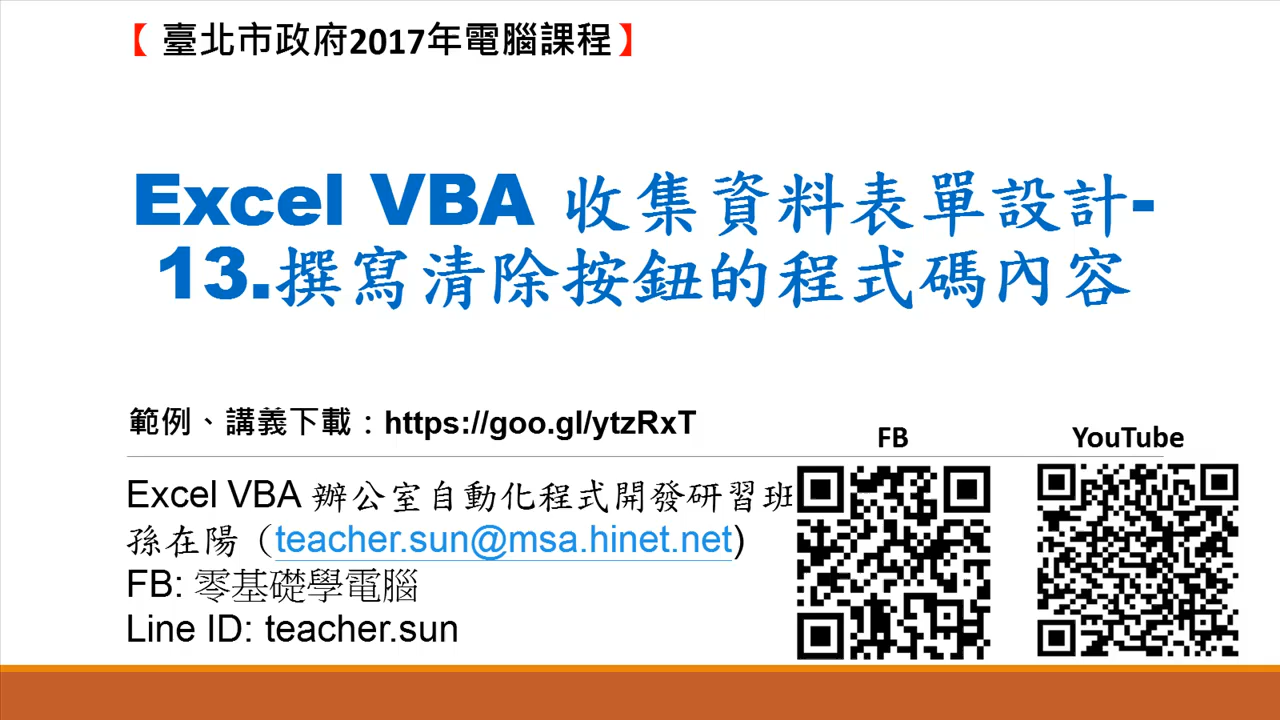 【 臺北市政府2017年電腦課程】
Excel VBA 收集資料表單設計-
13.撰寫清除按鈕的程式碼內容
範例、講義下載：https://goo.gl/ytzRxT
FB
YouTube
Excel VBA 辦公室自動化程式開發研習班
孫在陽（teacher.sun@msa.hinet.net)
FB: 零基礎學電腦
Line ID: teacher.sun